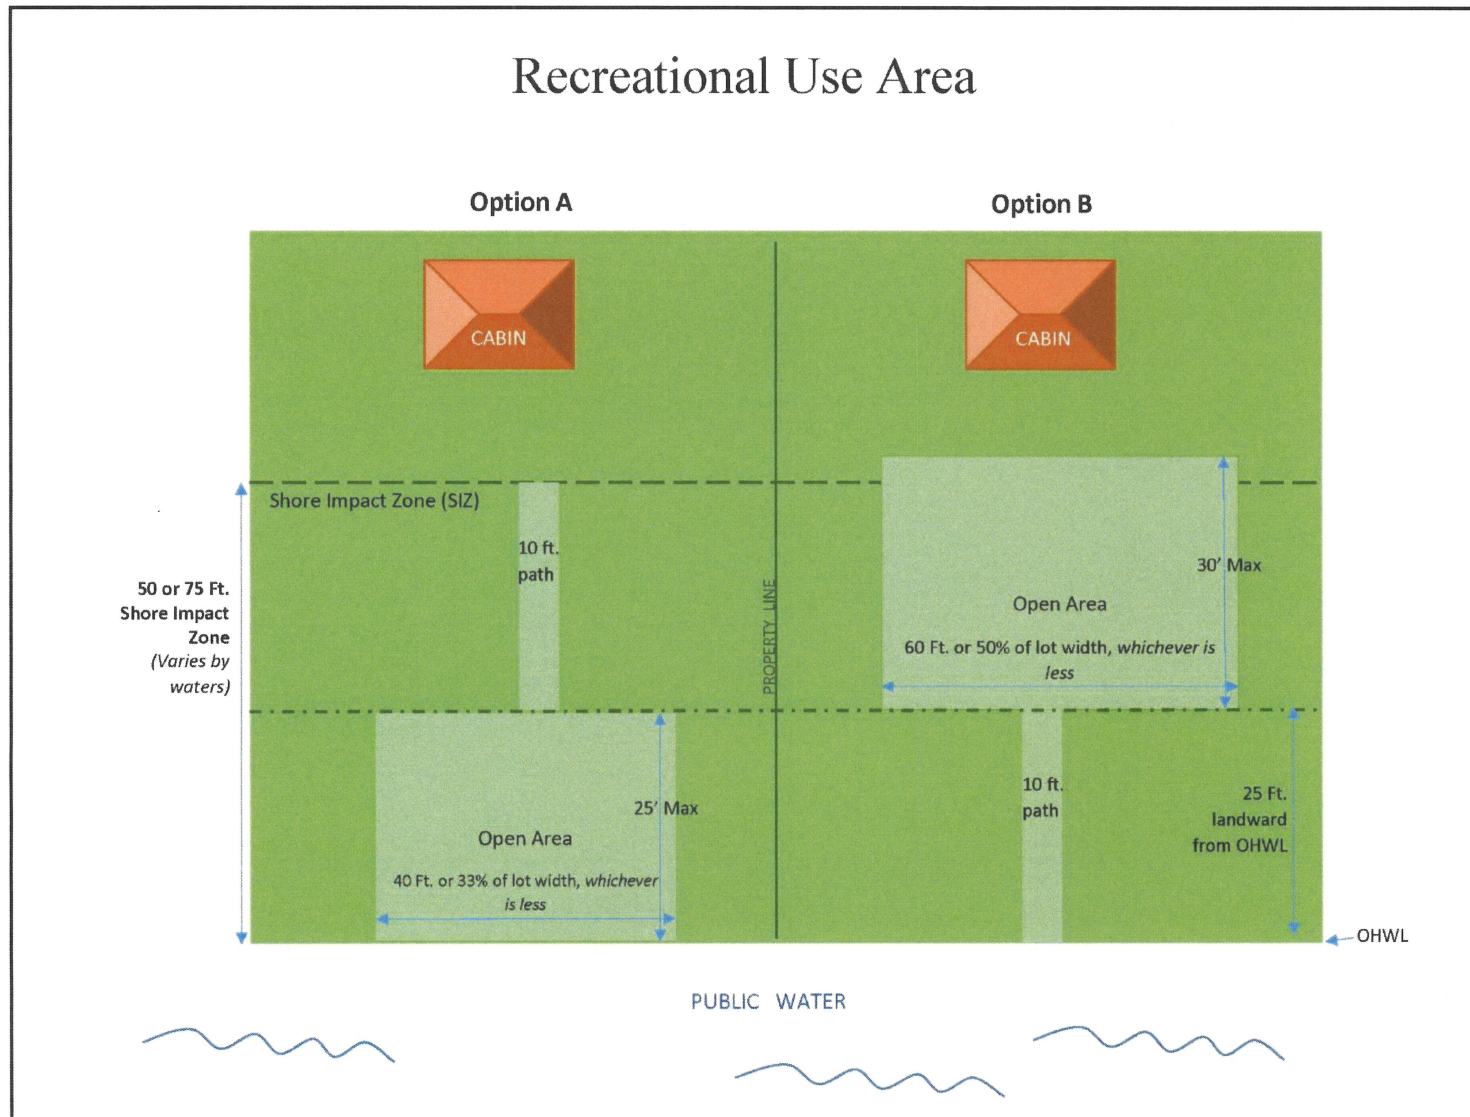 Recreational Use Area
Option A
Option B
CABIN
CABIN
Shore Impact Zone (SIZ)
10 ft.
path
50 or 75 Ft.
Shore Impact
Zone
(Varies by
waters)
PROPERTY LINE
30' Max
Open Area
60 Ft. or 50% of lot width, whichever is
less
25' Max
Open Area
40 Ft. or 33% of lot width, whichever
is less
10 ft.
path
25 Ft.
landward
from OHWL
OHWL
PUBLIC WATER